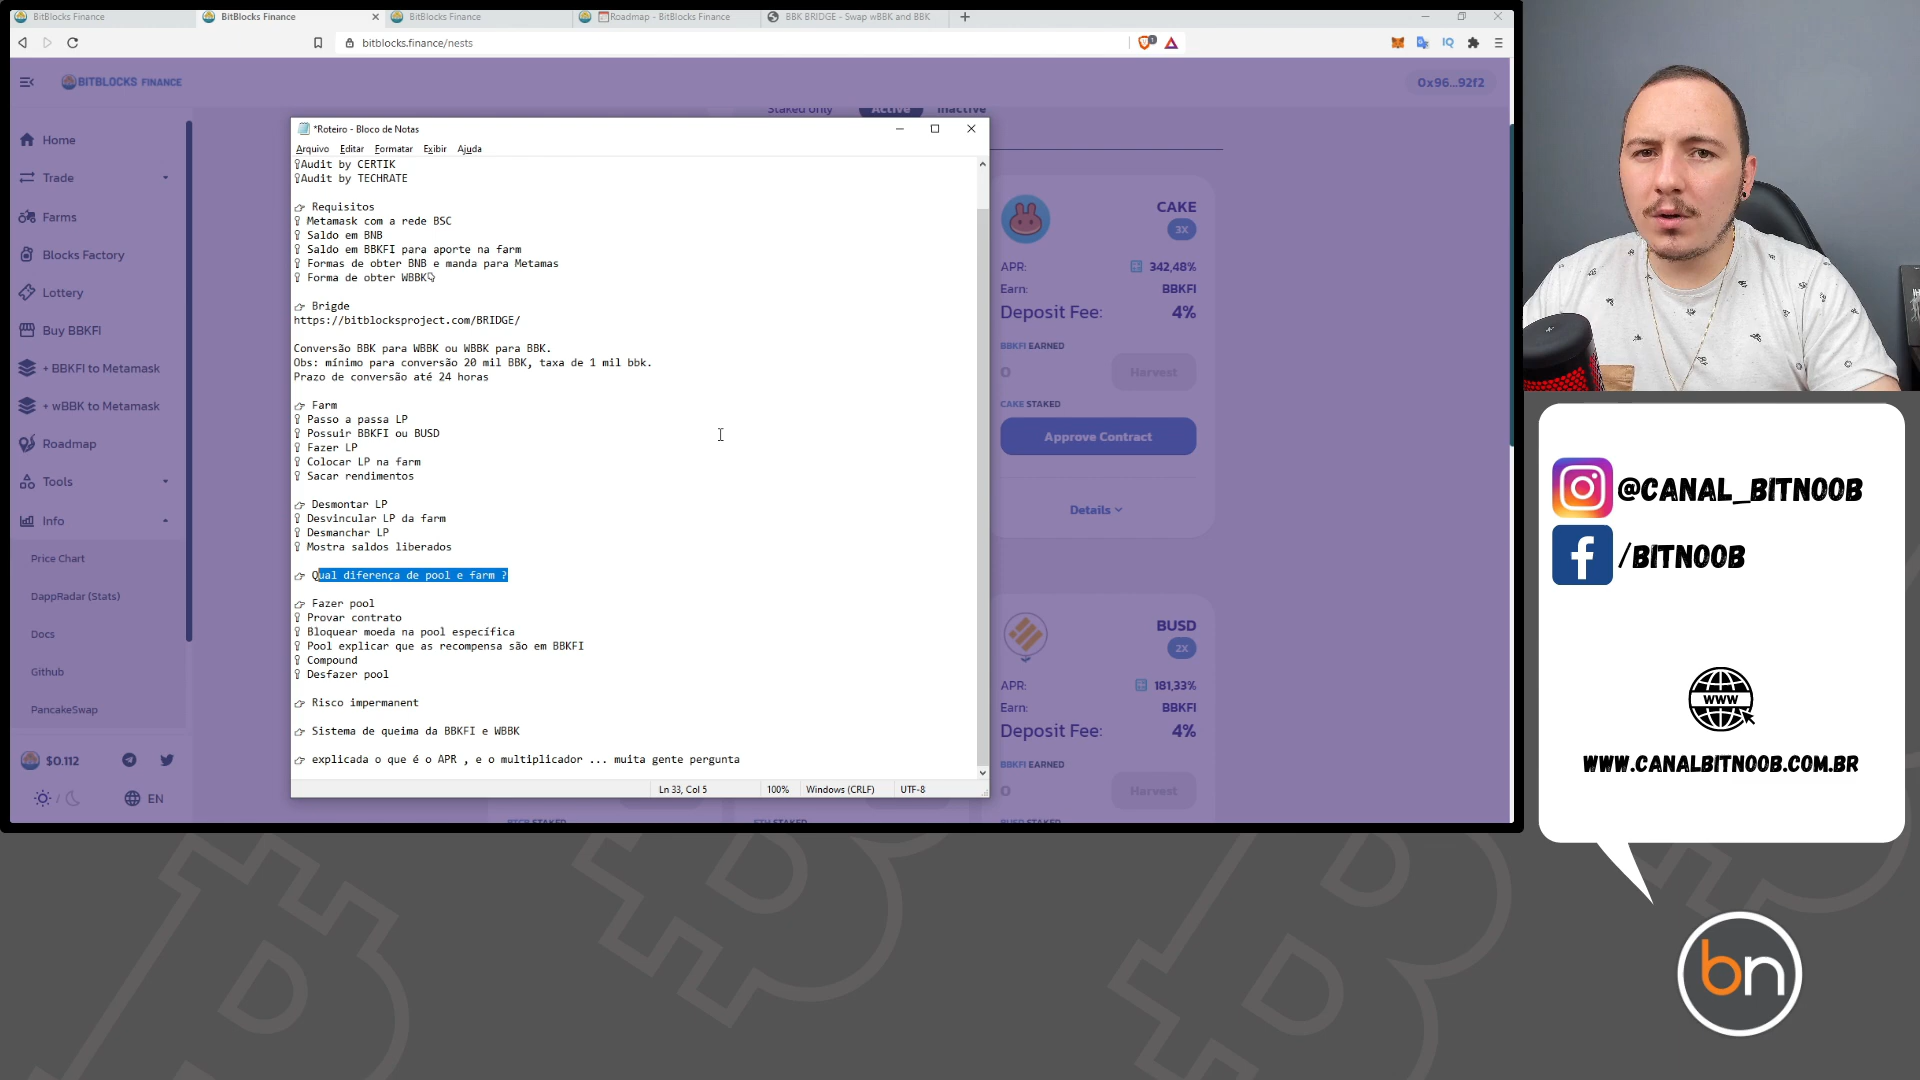 BitBlocks Finance
BitBlocks Finance
BitBlocks Finance
Roadmap - BitBlocks Finance
BBK BRIDGE - Swap wBBK and BBK
bitblocks.finance/nests
BITBLOCKS FINANCE
0x96...92f2
Home
Trade
Farms
Blocks Factory
Lottery
Buy BBKFI
+ BBKFI to Metamask
+ wBBK to Metamask
Roadmap
Tools
Info
Price Chart
DappRadar (Stats)
Docs
Github
PancakeSwap
$0.112
EN
Staked only
Active
Inactive
*Roteiro - Bloco de Notas
Arquivo Editar Formatar Exibir Ajuda
Audit by CERTIK
Audit by TECHRATE
Requisitos
Metamask com a rede BSC
Saldo em BNB
Saldo em BBKFI para aporte na farm
Formas de obter BNB e manda para Metamas
Forma de obter WBBK
Brigde
https://bitblocksproject.com/BRIDGE/
Conversão BBK para WBBK ou WBBK para BBK.
Obs: mínimo para conversão 20 mil BBK, taxa de 1 mil bbk.
Prazo de conversão até 24 horas
Farm
Passo a passa LP
Possuir BBKFI ou BUSD
Fazer LP
Colocar LP na farm
Sacar rendimentos
Desmontar LP
Desvincular LP da farm
Desmanchar LP
Mostra saldos liberados
Qual diferença de pool e farm ?
Fazer pool
Provar contrato
Bloquear moeda na pool específica
Pool explicar que as recompensa são em BBKFI
Compound
Desfazer pool
Risco impermanent
Sistema de queima da BBKFI e WBBK
explicada o que é o APR , e o multiplicador ... muita gente pergunta
Ln 33, Col 5
100%
Windows (CRLF)
UTF-8
CAKE
3X
APR: 342,48%
Earn: BBKFI
Deposit Fee: 4%
BBKFI EARNED
0
Harvest
CAKE STAKED
Approve Contract
Details
BUSD
2X
APR: 181,33%
Earn: BBKFI
Deposit Fee: 4%
BBKFI EARNED
0
Harvest
BTCB STAKED
ETH STAKED
BUSD STAKED
@CANAL_BITNOOB
/BITNOOB
WWW
WWW.CANALBITNOOB.COM.BR
bn